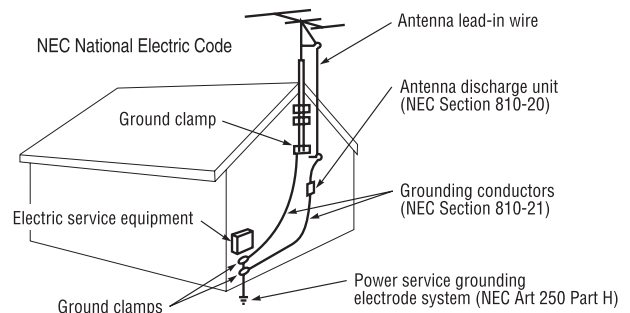 NEC National Electric Code
Antenna lead-in wire
Antenna discharge unit
(NEC Section 810-20)
Ground clamp
Grounding conductors
(NEC Section 810-21)
Electric service equipment
Power service grounding
electrode system (NEC Art 250 Part H)
Ground clamps